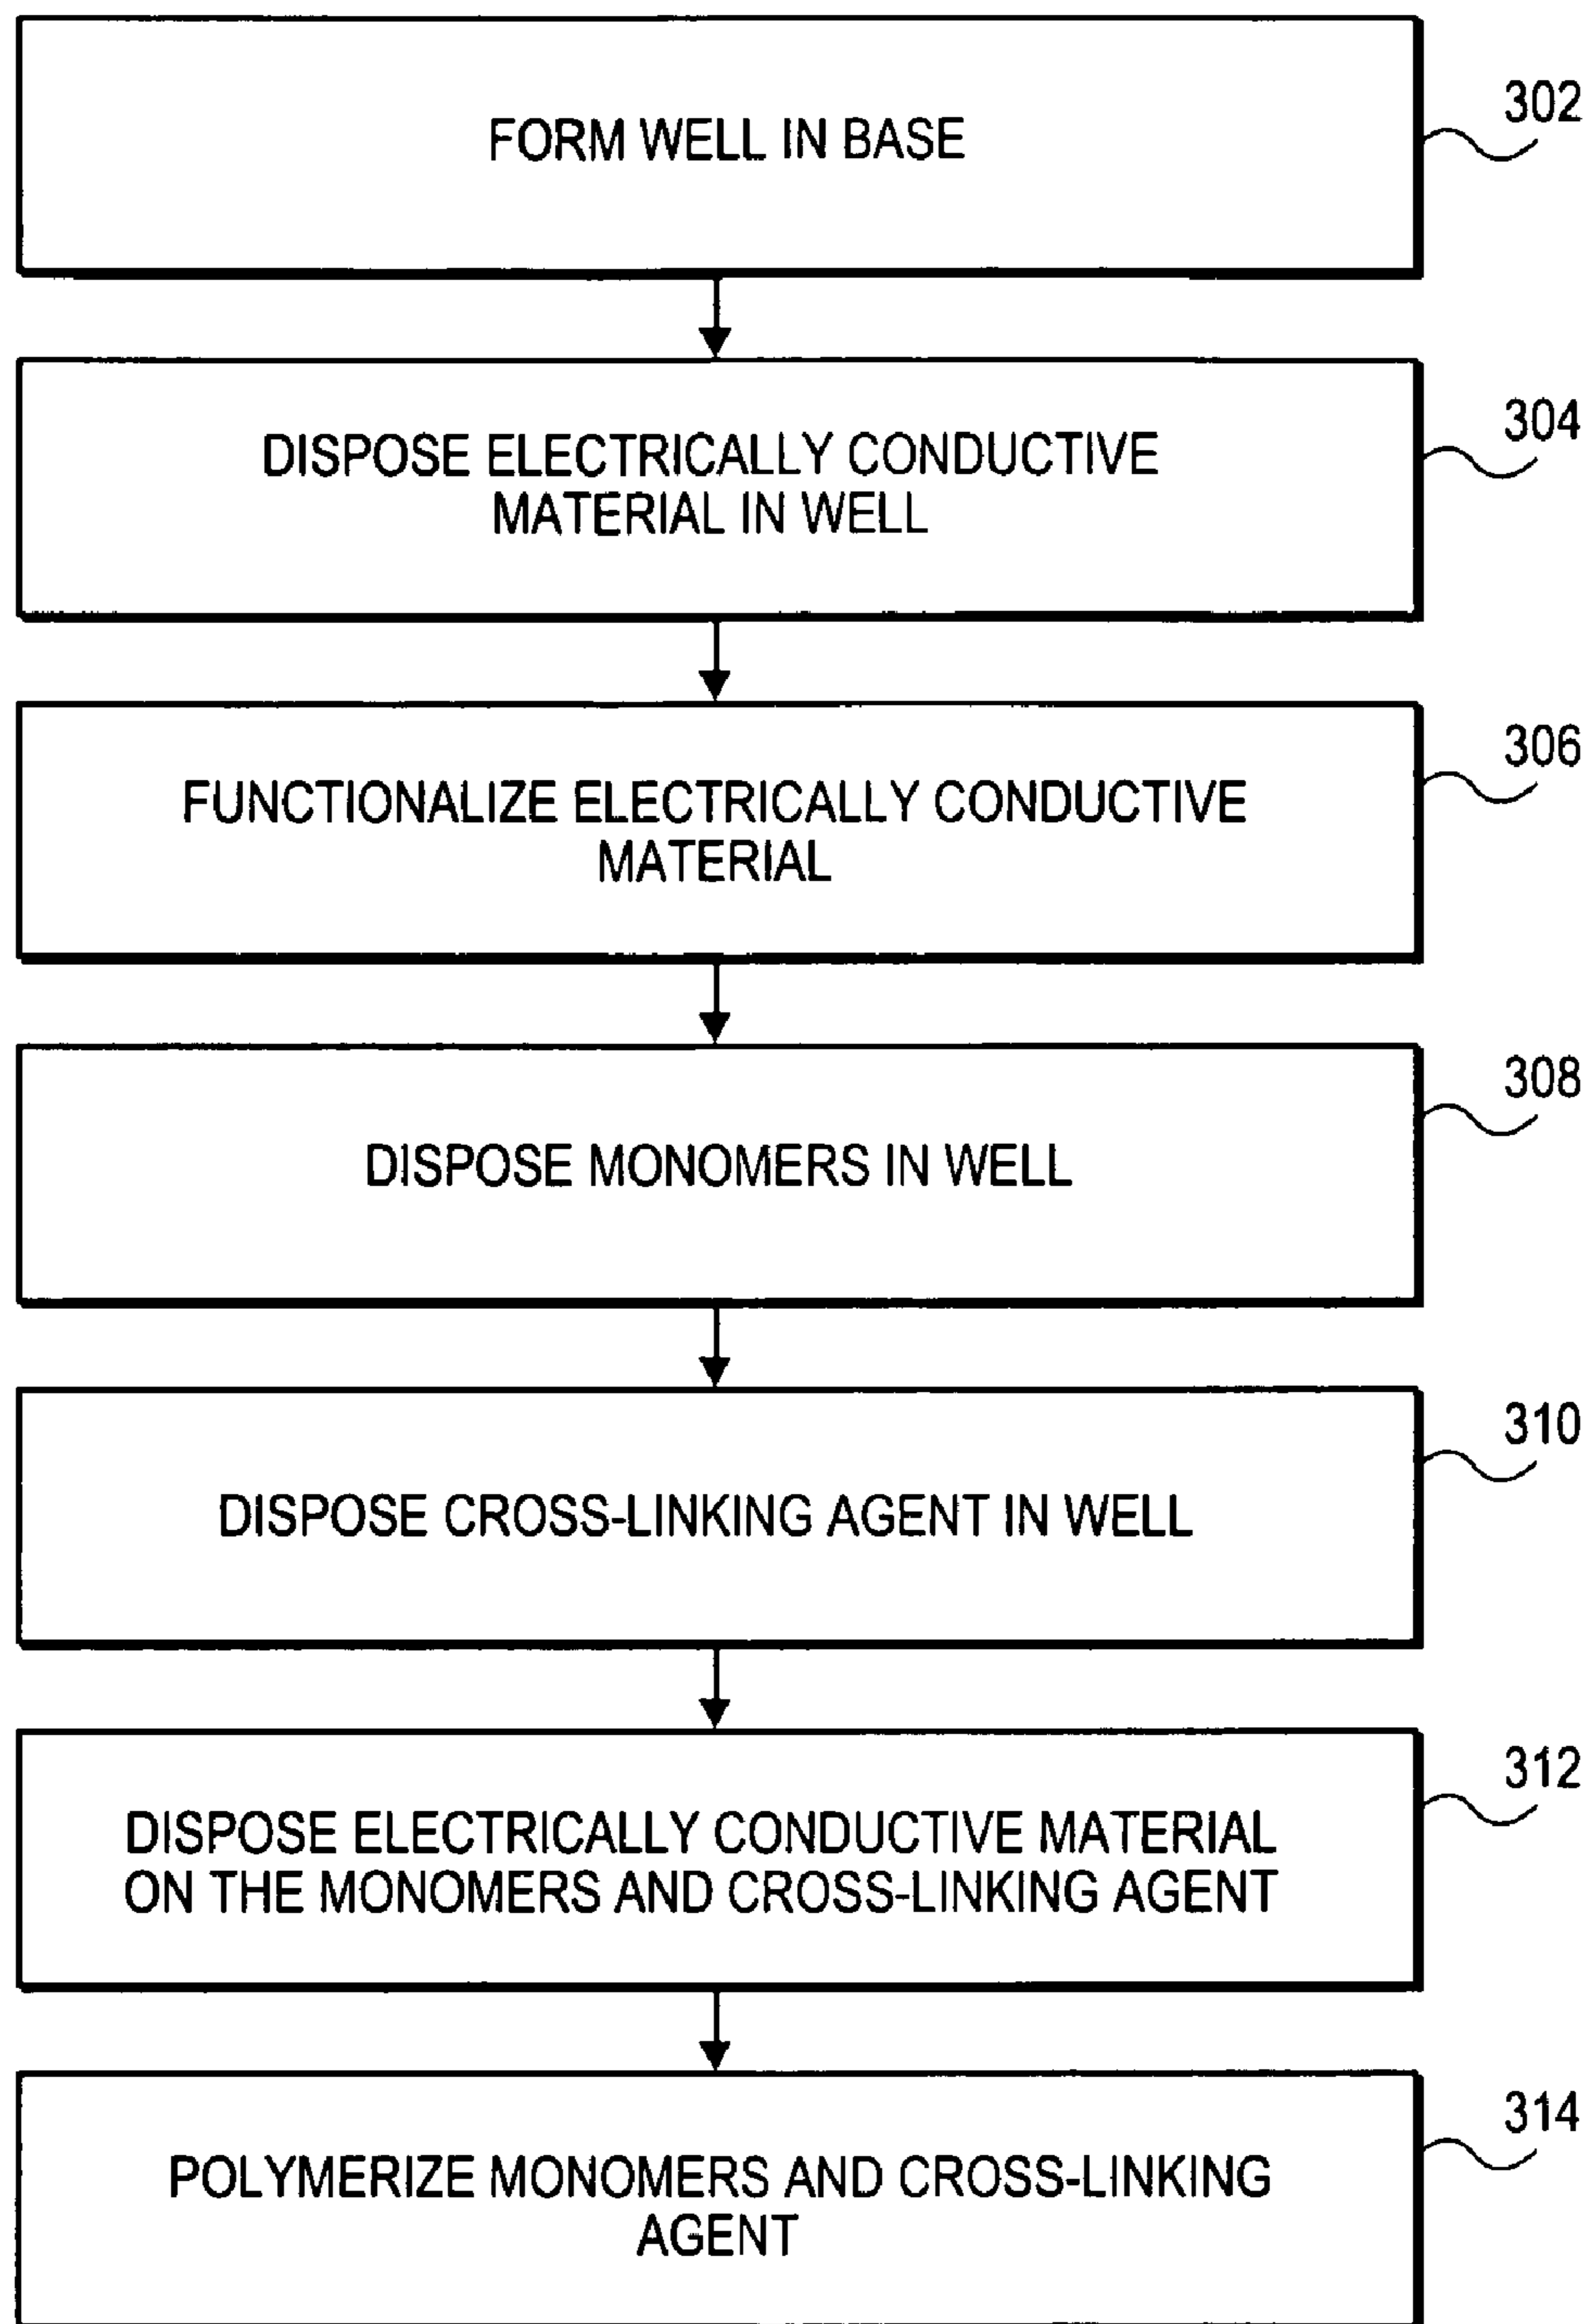 FORM WELL IN BASE
302
DISPOSE ELECTRICALLY CONDUCTIVE
MATERIAL IN WELL
304
FUNCTIONALIZE ELECTRICALLY CONDUCTIVE
MATERIAL
306
DISPOSE MONOMERS IN WELL
308
DISPOSE CROSS-LINKING AGENT IN WELL
310
DISPOSE ELECTRICALLY CONDUCTIVE MATERIAL
ON THE MONOMERS AND CROSS-LINKING AGENT
312
POLYMERIZE MONOMERS AND CROSS-LINKING
AGENT
314